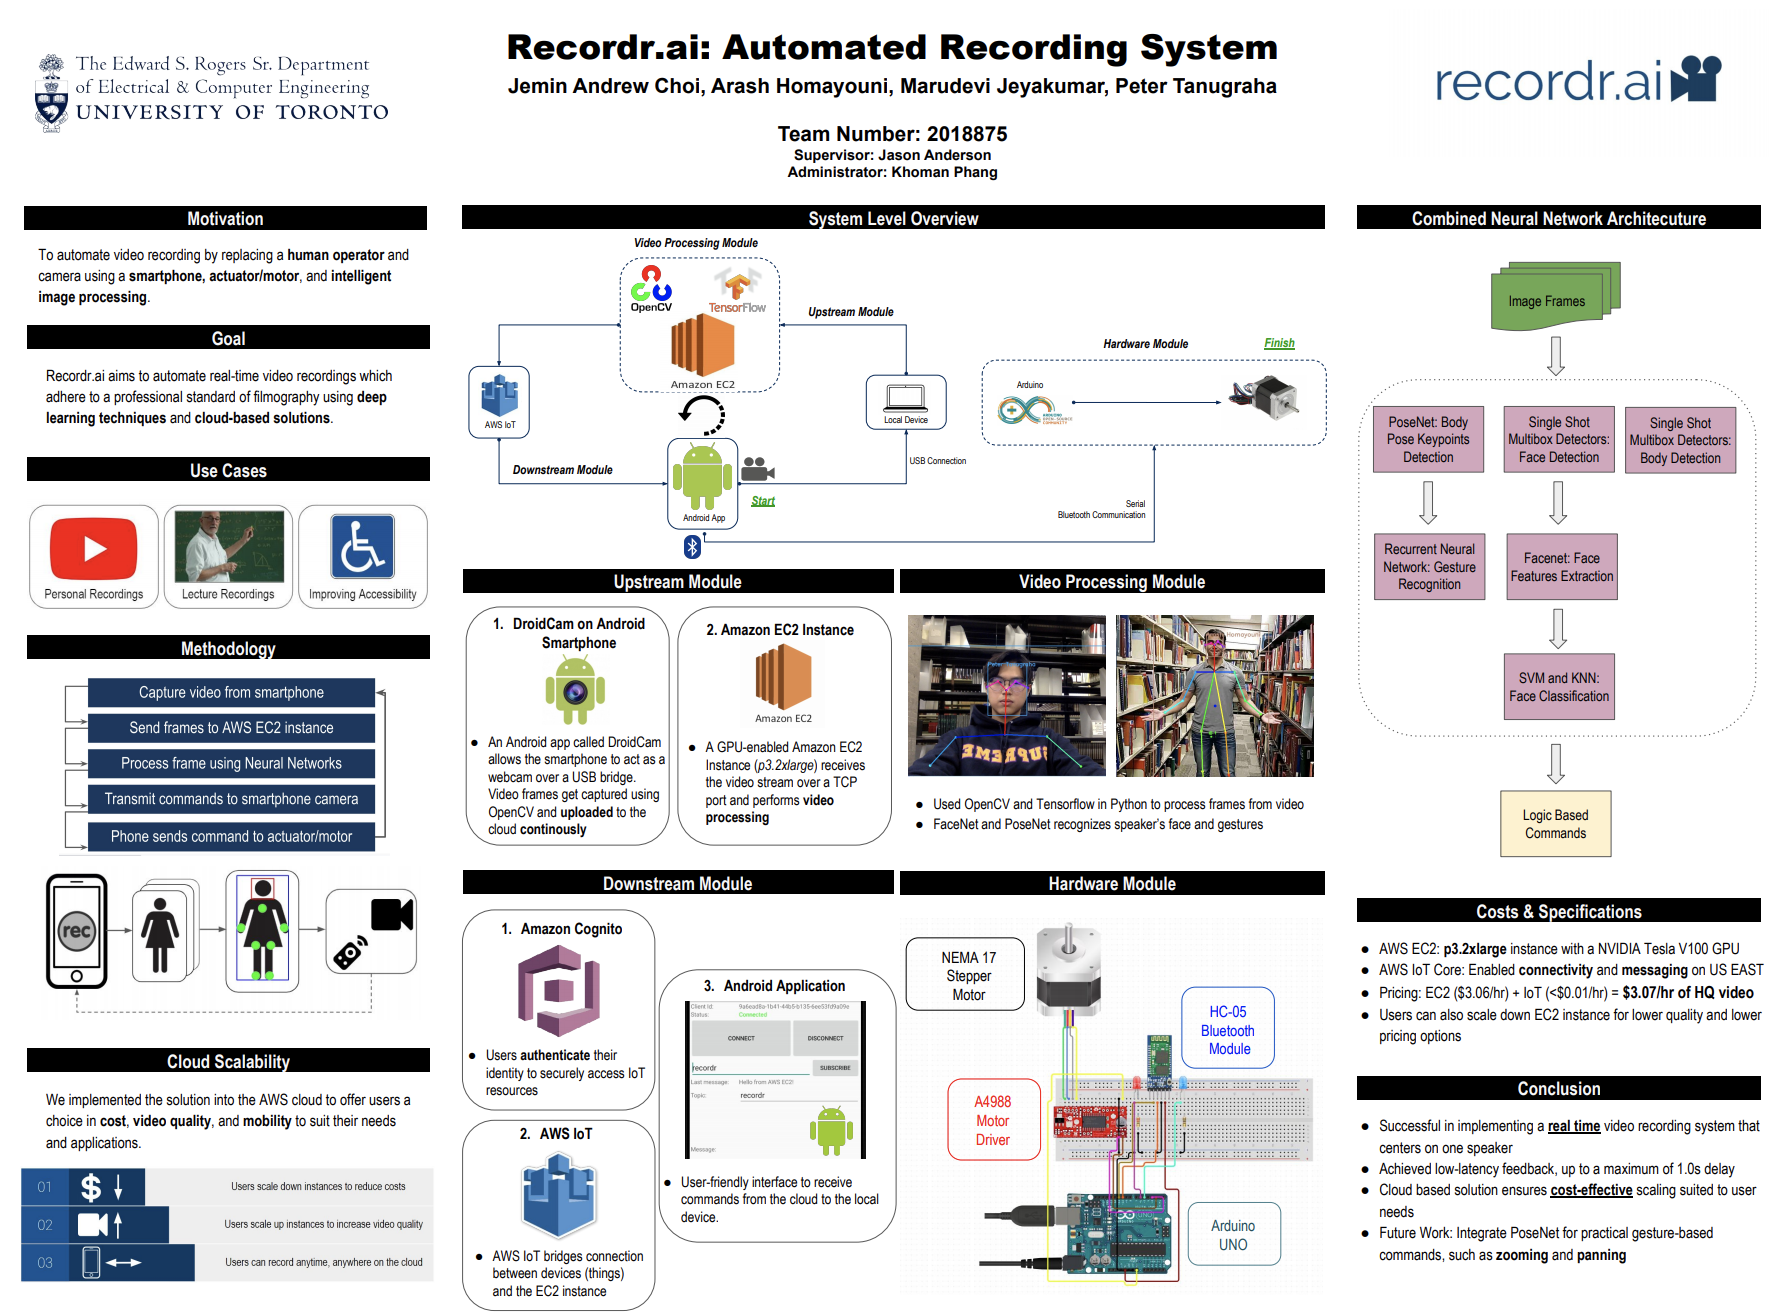 The Edward S. Rogers Sr. Department
of Electrical & Computer Engineering
UNIVERSITY OF TORONTO
Recordr.ai: Automated Recording System
Jemin Andrew Choi, Arash Homayouni, Marudevi Jeyakumar, Peter Tanugraha
Team Number: 2018875
Supervisor: Jason Anderson
Administrator: Khoman Phang
recordr.ai
Motivation
To automate video recording by replacing a human operator and
camera using a smartphone, actuator/motor, and intelligent
image processing.
Goal
Recordr.ai aims to automate real-time video recordings which
adhere to a professional standard of filmography using deep
learning techniques and cloud-based solutions.
Use Cases
Personal Recordings
Lecture Recordings
Improving Accessibility
Methodology
Capture video from smartphone
Send frames to AWS EC2 instance
Process frame using Neural Networks
Transmit commands to smartphone camera
Phone sends command to actuator/motor
rec
Cloud Scalability
We implemented the solution into the AWS cloud to offer users a
choice in cost, video quality, and mobility to suit their needs
and applications.
01
$
Users scale down instances to reduce costs
02
Users scale up instances to increase video quality
03
Users can record anytime, anywhere on the cloud
System Level Overview
Video Processing Module
OpenCV
TensorFlow
Amazon EC2
Upstream Module
Hardware Module
Finish
Arduino
ARDUINO
OPEN-SOURCE
COMMUNITY
AWS IoT
Local Device
Downstream Module
USB Connection
Start
Android App
Serial
Bluetooth Communication
Upstream Module
1. DroidCam on Android
Smartphone
● An Android app called DroidCam
allows the smartphone to act as a
webcam over a USB bridge.
Video frames get captured using
OpenCV and uploaded to the
cloud continously
2. Amazon EC2 Instance
Amazon EC2
● A GPU-enabled Amazon EC2
Instance (p3.2xlarge) receives
the video stream over a TCP
port and performs video
processing
Video Processing Module
Peter Tanugraha
Homayouni
● Used OpenCV and Tensorflow in Python to process frames from video
● FaceNet and PoseNet recognizes speaker's face and gestures
Downstream Module
1. Amazon Cognito
● Users authenticate their
identity to securely access IoT
resources
2. AWS IoT
● AWS IoT bridges connection
between devices (things)
and the EC2 instance
3. Android Application
Client Id:
Status: Connected
CONNECT
DISCONNECT
recordr
SUBSCRIBE
Last message: Hello from AWS EC2!
Topic: recordr
Message:
● User-friendly interface to receive
commands from the cloud to the local
device.
Hardware Module
NEMA 17
Stepper
Motor
HC-05
Bluetooth
Module
A4988
Motor
Driver
Arduino
UNO
Combined Neural Network Architecuture
Image Frames
PoseNet: Body
Pose Keypoints
Detection
Single Shot
Multibox Detectors:
Face Detection
Single Shot
Multibox Detectors:
Body Detection
Recurrent Neural
Network: Gesture
Recognition
Facenet: Face
Features Extraction
SVM and KNN:
Face Classification
Logic Based
Commands
Costs & Specifications
● AWS EC2: p3.2xlarge instance with a NVIDIA Tesla V100 GPU
● AWS IoT Core: Enabled connectivity and messaging on US EAST
● Pricing: EC2 ($3.06/hr) + IoT (<$0.01/hr) = $3.07/hr of HQ video
● Users can also scale down EC2 instance for lower quality and lower
pricing options
Conclusion
● Successful in implementing a real time video recording system that
centers on one speaker
● Achieved low-latency feedback, up to a maximum of 1.0s delay
● Cloud based solution ensures cost-effective scaling suited to user
needs
● Future Work: Integrate PoseNet for practical gesture-based
commands, such as zooming and panning